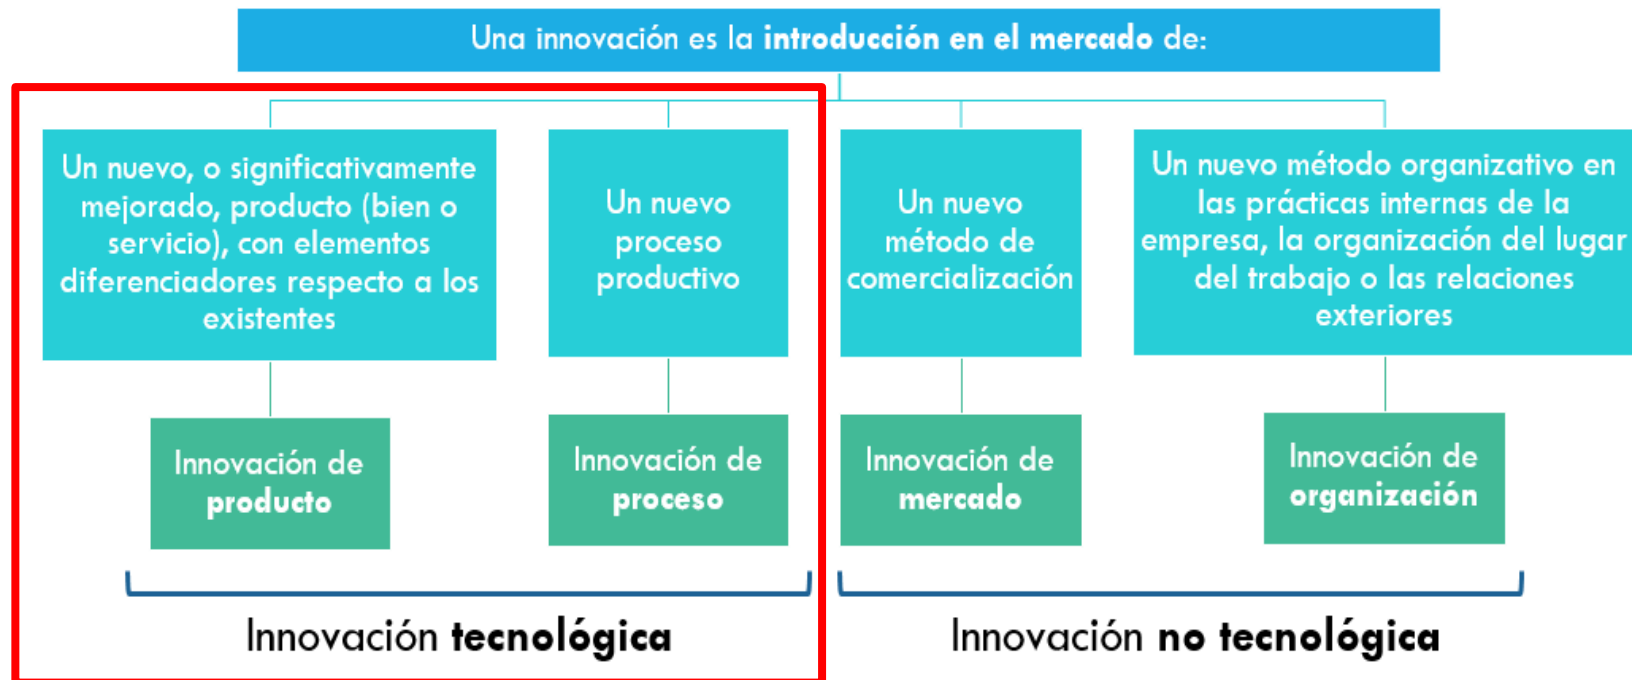 Una innovación es la introducción en el mercado de:
Un nuevo, o significativamente
mejorado, producto (bien o
servicio), con elementos
diferenciadores respecto a los
existentes
Un nuevo
proceso
productivo
Un nuevo
método de
comercialización
Un nuevo método organizativo en
las prácticas internas de la
empresa, la organización del lugar
del trabajo o las relaciones
exteriores
Innovación de
producto
Innovación de
proceso
Innovación de
mercado
Innovación de
organización
Innovación tecnológica
Innovación no tecnológica